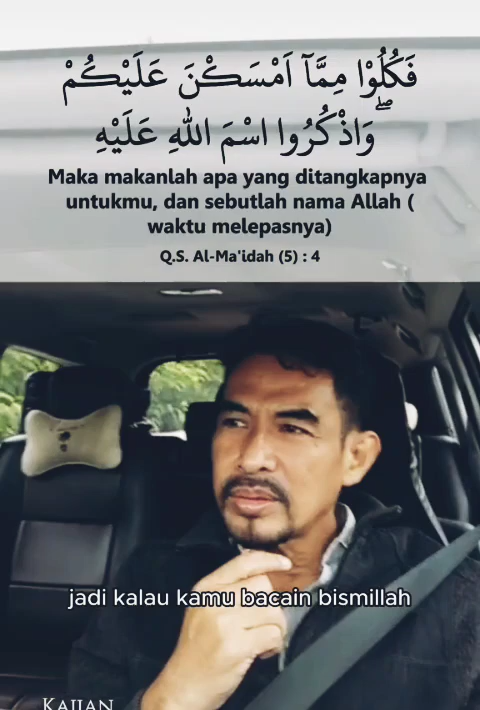 فَكُلُوْا مِمَّآ اَمْسَكْنَ عَلَيْكُمْ
وَاذْكُرُوا اسْمَ اللّٰهِ عَلَيْهِ ۖ
Maka makanlah apa yang ditangkapnya
untukmu, dan sebutlah nama Allah (
waktu melepasnya)
Q.S. Al-Ma'idah (5) : 4
jadi kalau kamu bacain bismillah
KAJIAN